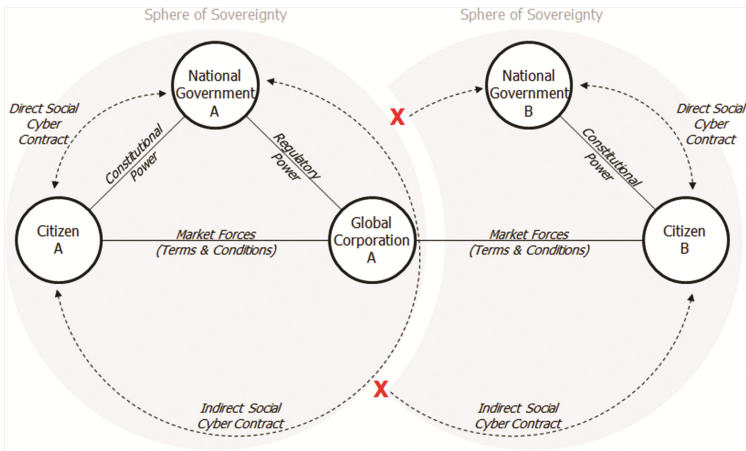 Sphere of Sovereignty
Sphere of Sovereignty
National
Government
A
National
Government
B
Direct Social
Cyber
Contract
Constitutional
Power
Regulatory
Power
X
Constitutional
Power
Direct Social
Cyber
Contract
Citizen
A
Market Forces
(Terms & Conditions)
Global
Corporation
A
Market Forces
(Terms & Conditions)
Citizen
B
X
Indirect Social
Cyber Contract
Indirect Social
Cyber Contract